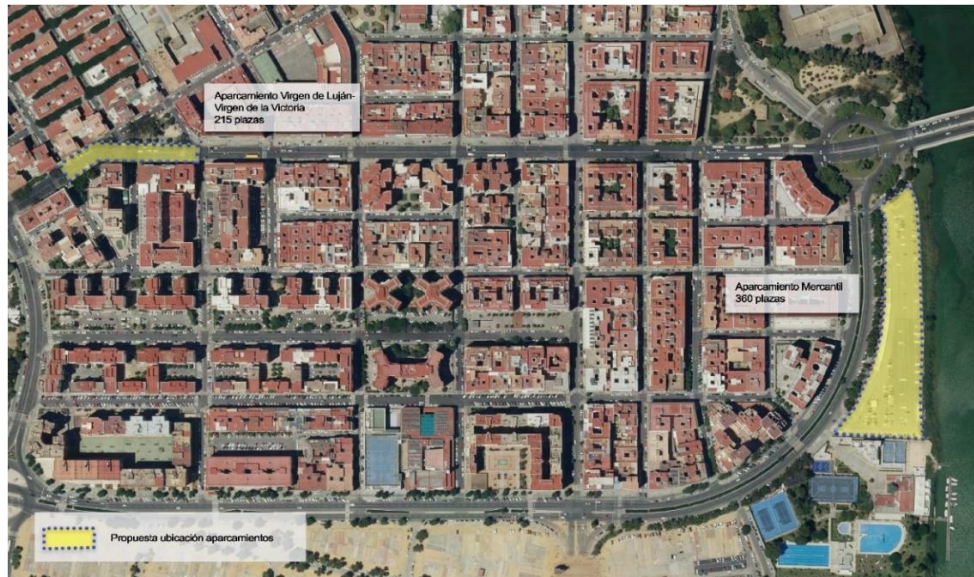 Aparcamiento Virgen de Luján-
Virgen de la Victoria
215 plazas
Aparcamiento Mercantil
360 plazas
Propuesta ubicación aparcamientos